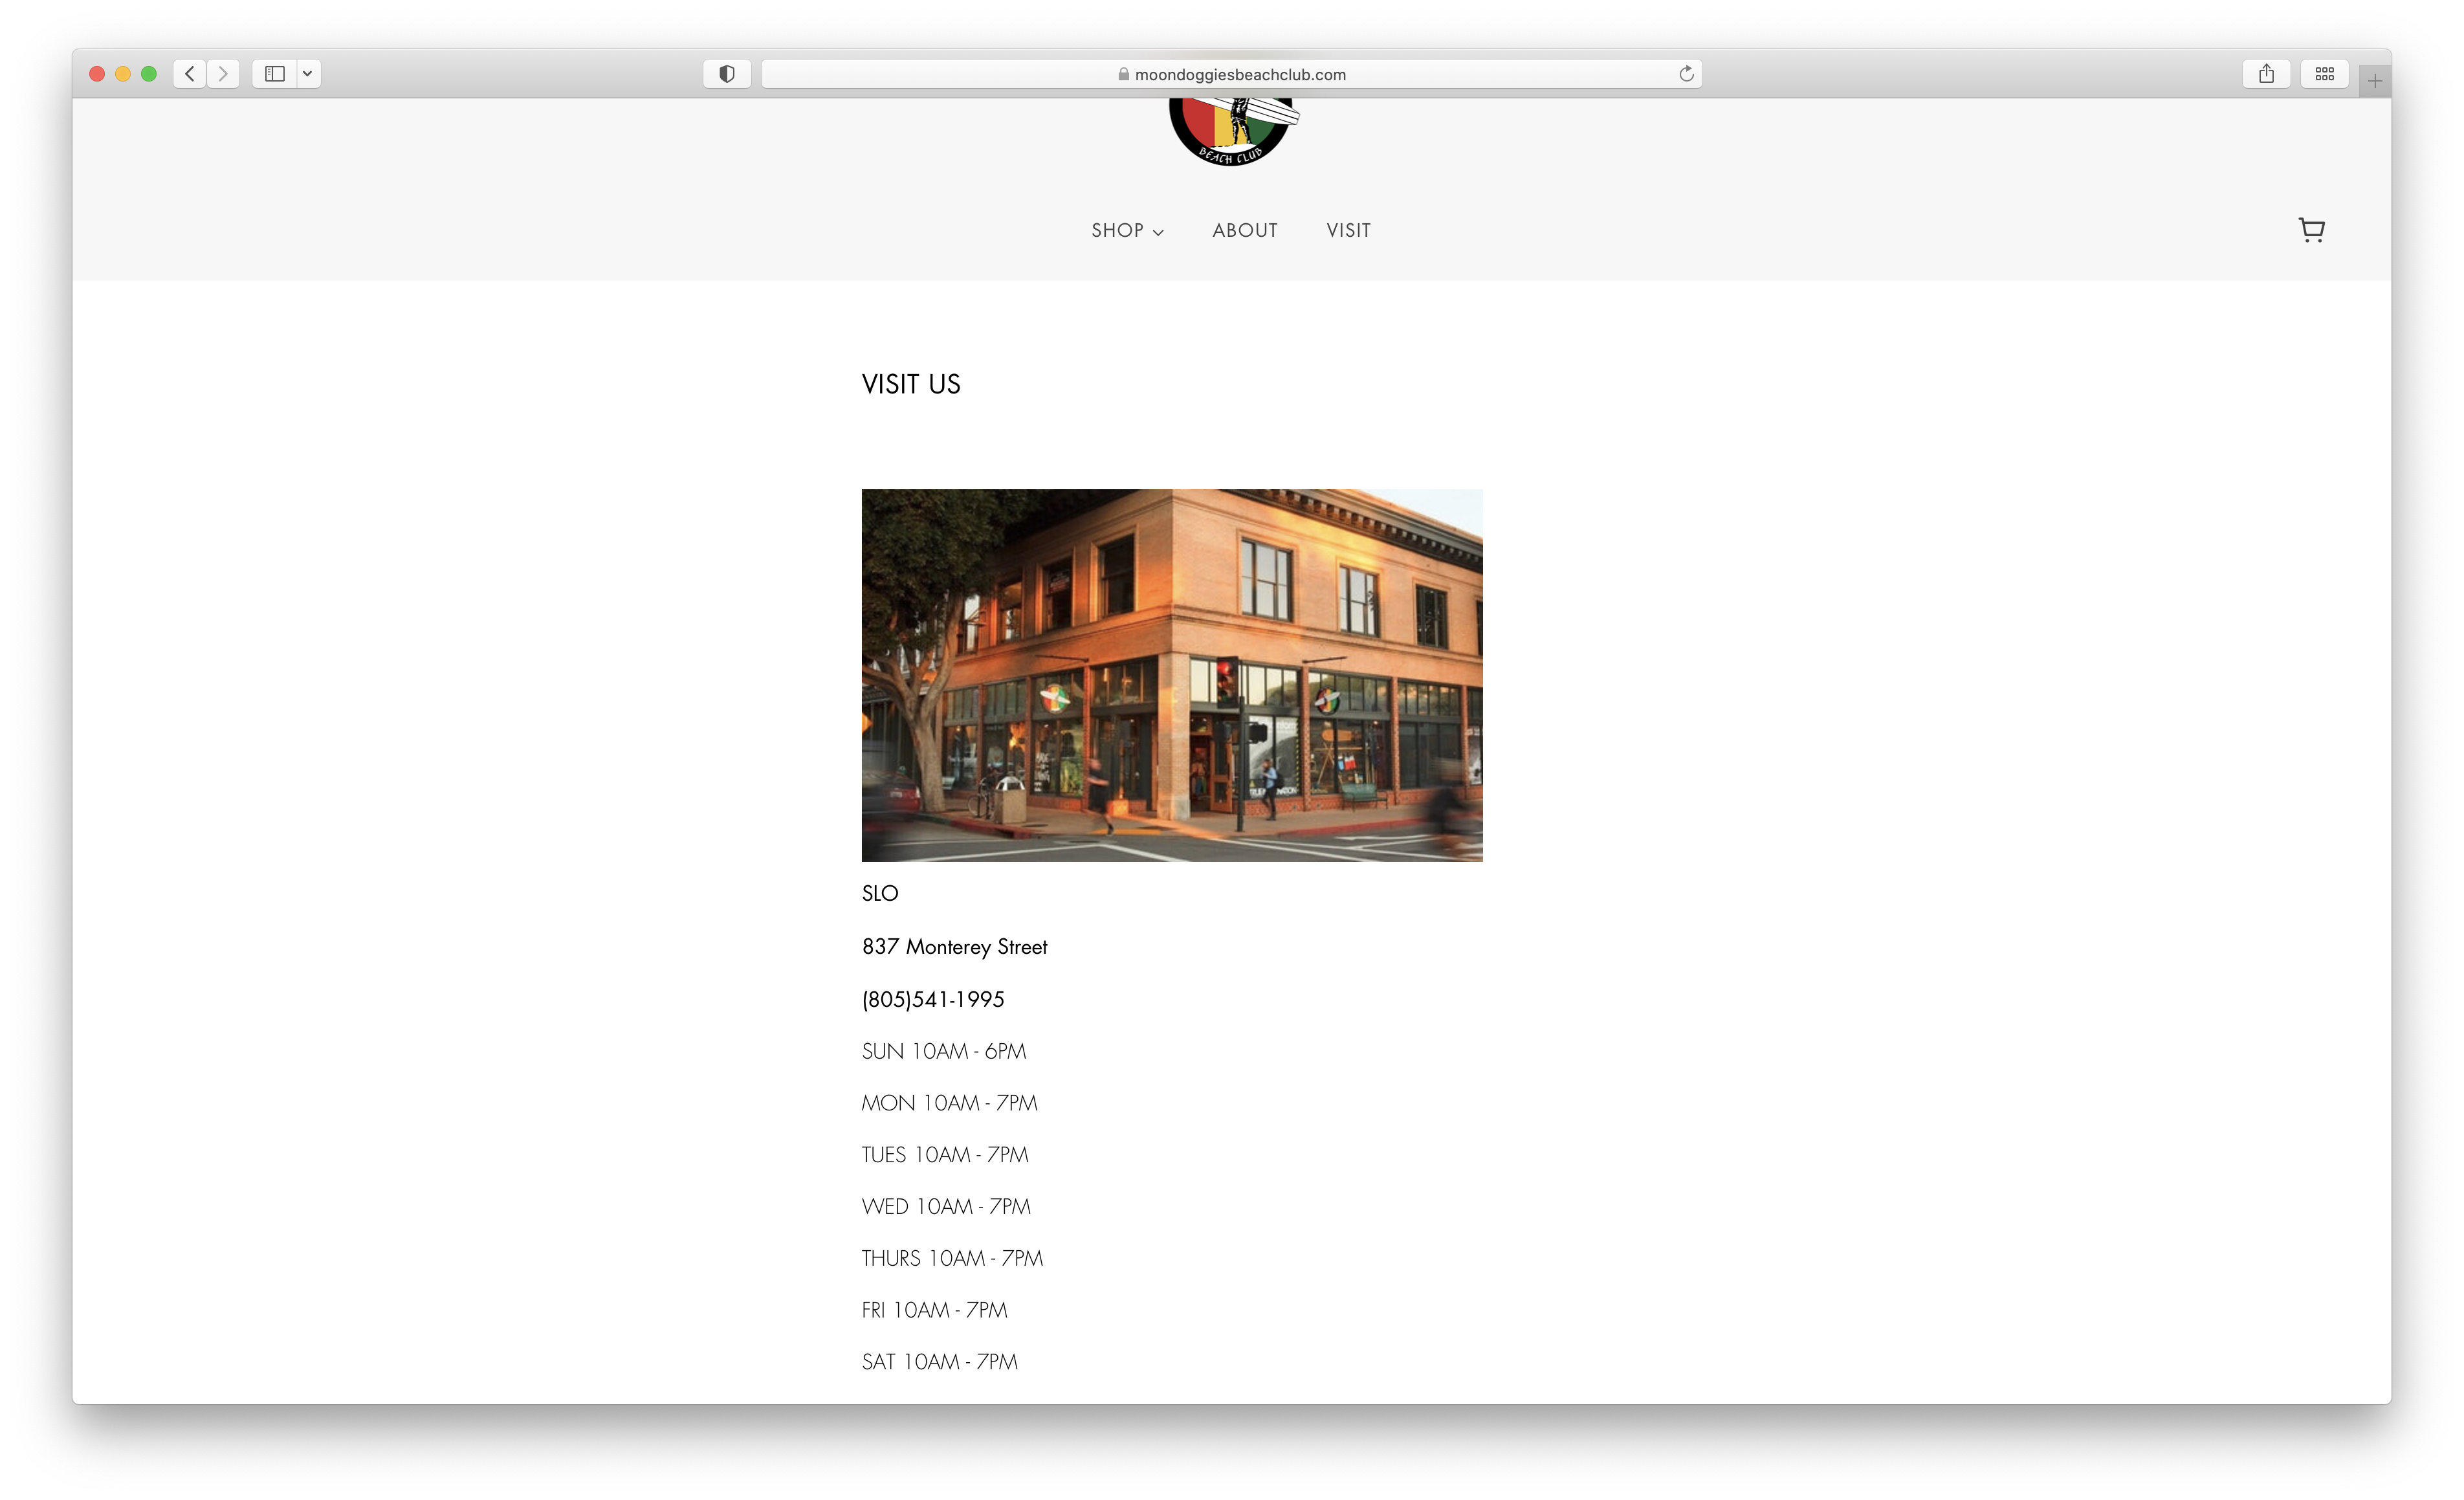 moondoggiesbeachclub.com
BEACH CLUB
SHOP
ABOUT
VISIT
VISIT US
SLO
837 Monterey Street
(805)541-1995
SUN 10AM - 6PM
MON 10AM - 7PM
TUES 10AM - 7PM
WED 10AM - 7PM
THURS 10AM - 7PM
FRI 10AM - 7PM
SAT 10AM - 7PM